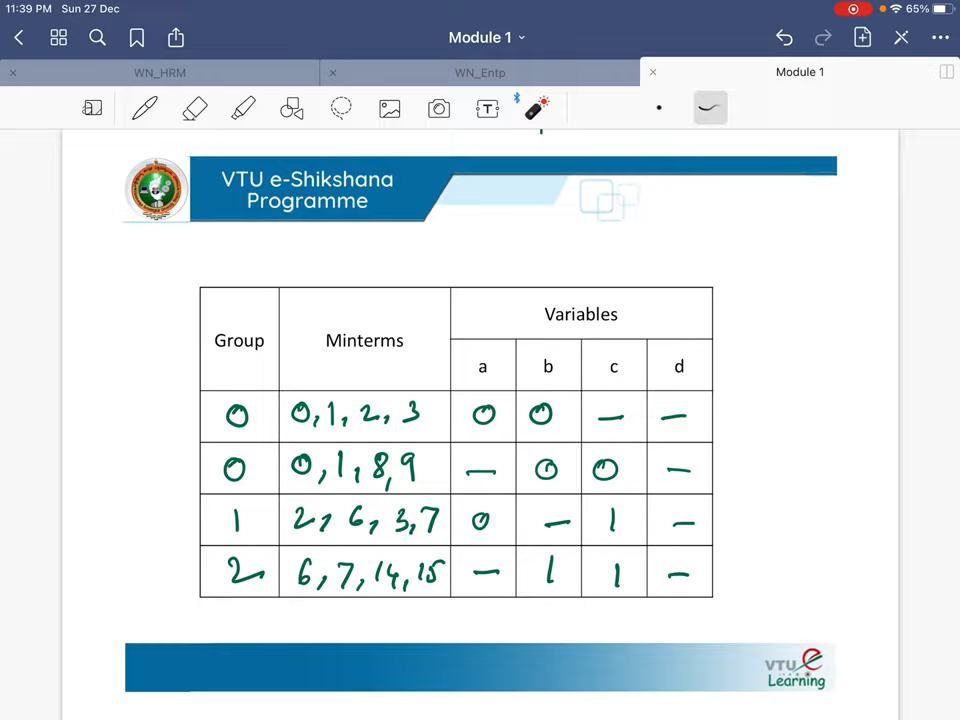 11:39 PM Sun 27 Dec 65%
Module 1
WN_HRM WN_Entp Module 1
VTU e-Shikshana
Programme
Group Minterms Variables
a b c d
0 0, 1, 2, 3 0 0 — —
0 0, 1, 8, 9 — 0 0 —
1 2, 6, 3, 7 0 — 1 —
2 6, 7, 14, 15 — 1 1 —
VTU e
Learning